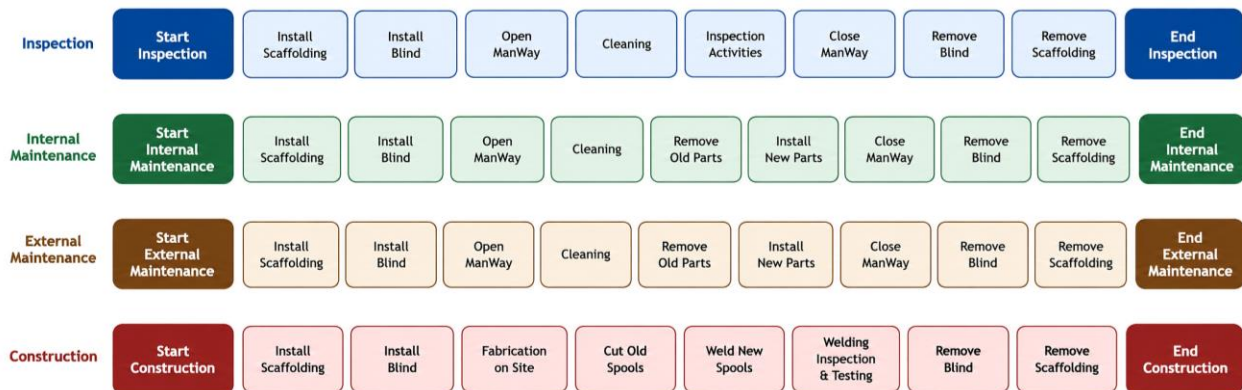 Inspection
Start
Inspection
Install
Scaffolding
Install
Blind
Open
ManWay
Cleaning
Inspection
Activities
Close
ManWay
Remove
Blind
Remove
Scaffolding
End
Inspection
Internal
Maintenance
Start
Internal
Maintenance
Install
Scaffolding
Install
Blind
Open
ManWay
Cleaning
Remove
Old Parts
Install
New Parts
Close
ManWay
Remove
Blind
Remove
Scaffolding
End
Internal
Maintenance
External
Maintenance
Start
External
Maintenance
Install
Scaffolding
Install
Blind
Open
ManWay
Cleaning
Remove
Old Parts
Install
New Parts
Close
ManWay
Remove
Blind
Remove
Scaffolding
End
External
Maintenance
Construction
Start
Construction
Install
Scaffolding
Install
Blind
Fabrication
on Site
Cut Old
Spools
Weld New
Spools
Welding
Inspection
& Testing
Remove
Blind
Remove
Scaffolding
End
Construction